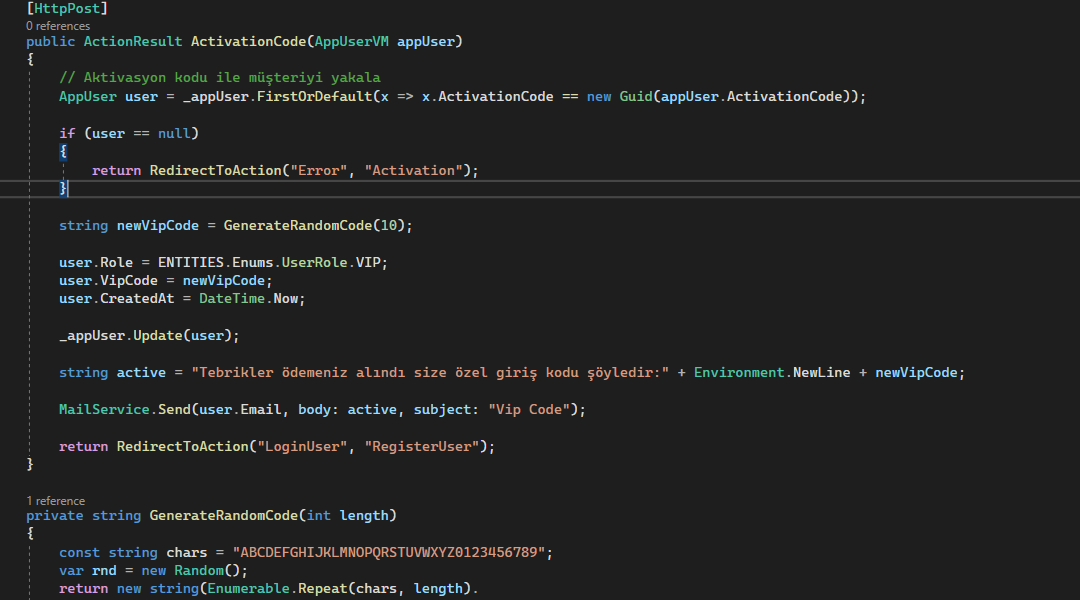 [HttpPost]
0 references
public ActionResult ActivationCode(AppUserVM appUser)
{
// Aktivasyon kodu ile müşteriyi yakala
AppUser user = _appUser.FirstOrDefault(x => x.ActivationCode == new Guid(appUser.ActivationCode));
if (user == null)
{
return RedirectToAction("Error", "Activation");
}
string newVipCode = GenerateRandomCode(10);
user.Role = ENTITIES.Enums.UserRole.VIP;
user.VipCode = newVipCode;
user.CreatedAt = DateTime.Now;
_appUser.Update(user);
string active = "Tebrikler ödemeniz alındı size özel giriş kodu şöyledir:" + Environment.NewLine + newVipCode;
MailService.Send(user.Email, body: active, subject: "Vip Code");
return RedirectToAction("LoginUser", "RegisterUser");
}
1 reference
private string GenerateRandomCode(int length)
{
const string chars = "ABCDEFGHIJKLMNOPQRSTUVWXYZ0123456789";
var rnd = new Random();
return new string(Enumerable.Repeat(chars, length).